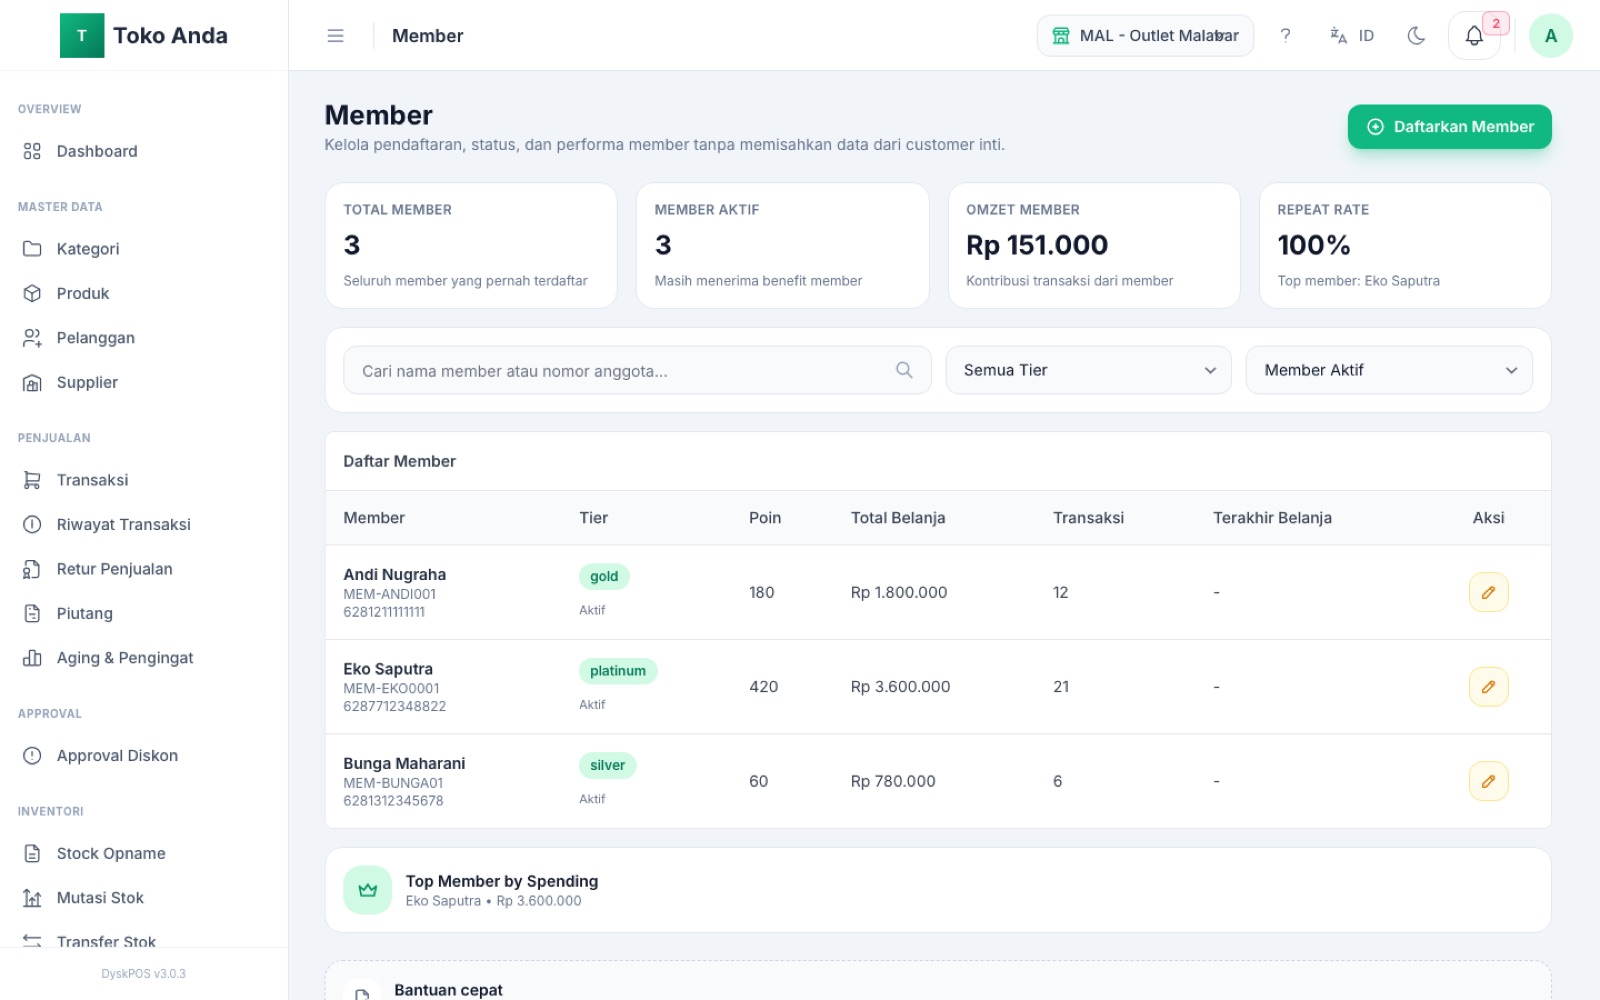 T
Toko Anda
Member
MAL - Outlet Malabar
?
ID
2
A
OVERVIEW
Dashboard
MASTER DATA
Kategori
Produk
Pelanggan
Supplier
PENJUALAN
Transaksi
Riwayat Transaksi
Retur Penjualan
Piutang
Aging & Pengingat
APPROVAL
Approval Diskon
INVENTORI
Stock Opname
Mutasi Stok
Transfer Stok
DyskPOS v3.0.3
Member
Kelola pendaftaran, status, dan performa member tanpa memisahkan data dari customer inti.
Daftarkan Member
TOTAL MEMBER
3
Seluruh member yang pernah terdaftar
MEMBER AKTIF
3
Masih menerima benefit member
OMZET MEMBER
Rp 151.000
Kontribusi transaksi dari member
REPEAT RATE
100%
Top member: Eko Saputra
Cari nama member atau nomor anggota...
Semua Tier
Member Aktif
Daftar Member
Member Tier Poin Total Belanja Transaksi Terakhir Belanja Aksi
Andi Nugraha
MEM-ANDI001
6281211111111
gold
Aktif
180
Rp 1.800.000
12
-
Eko Saputra
MEM-EKO0001
6287712348822
platinum
Aktif
420
Rp 3.600.000
21
-
Bunga Maharani
MEM-BUNGA01
6281312345678
silver
Aktif
60
Rp 780.000
6
-
Top Member by Spending
Eko Saputra • Rp 3.600.000
Bantuan cepat